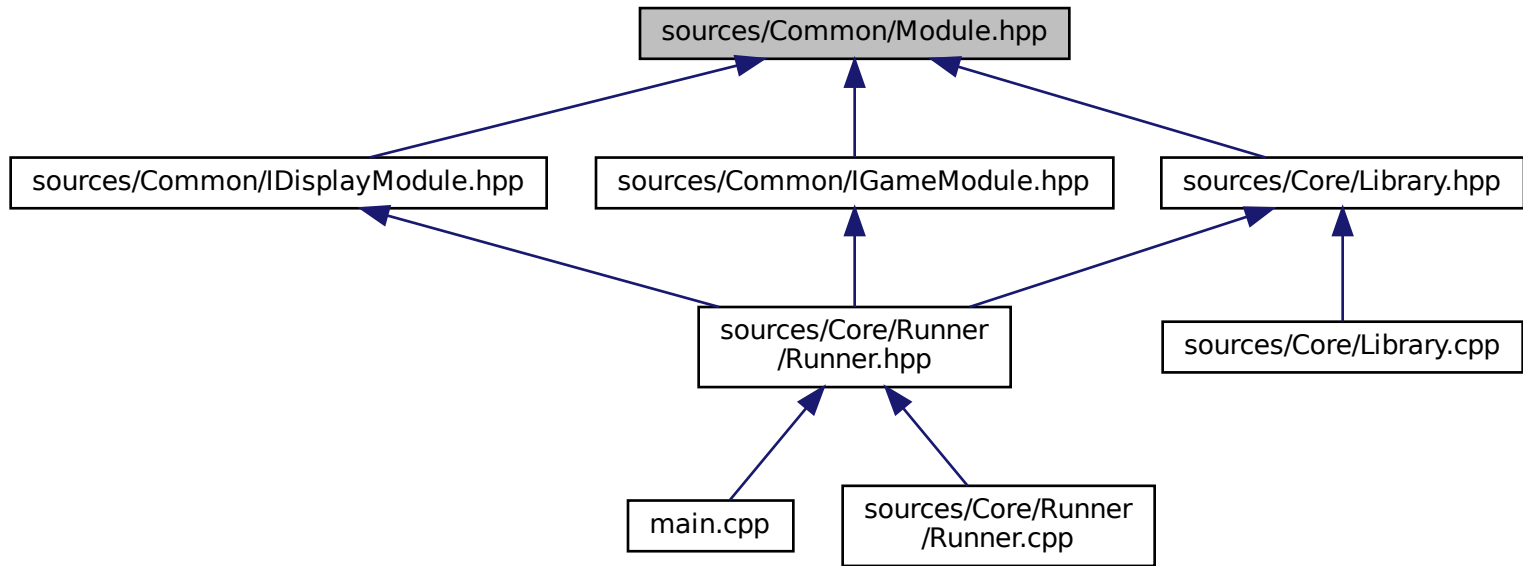 sources/Common/Module.hpp
sources/Common/IDisplayModule.hpp
sources/Common/IGameModule.hpp
sources/Core/Library.hpp
sources/Core/Runner
/Runner.hpp
sources/Core/Library.cpp
main.cpp
sources/Core/Runner
/Runner.cpp